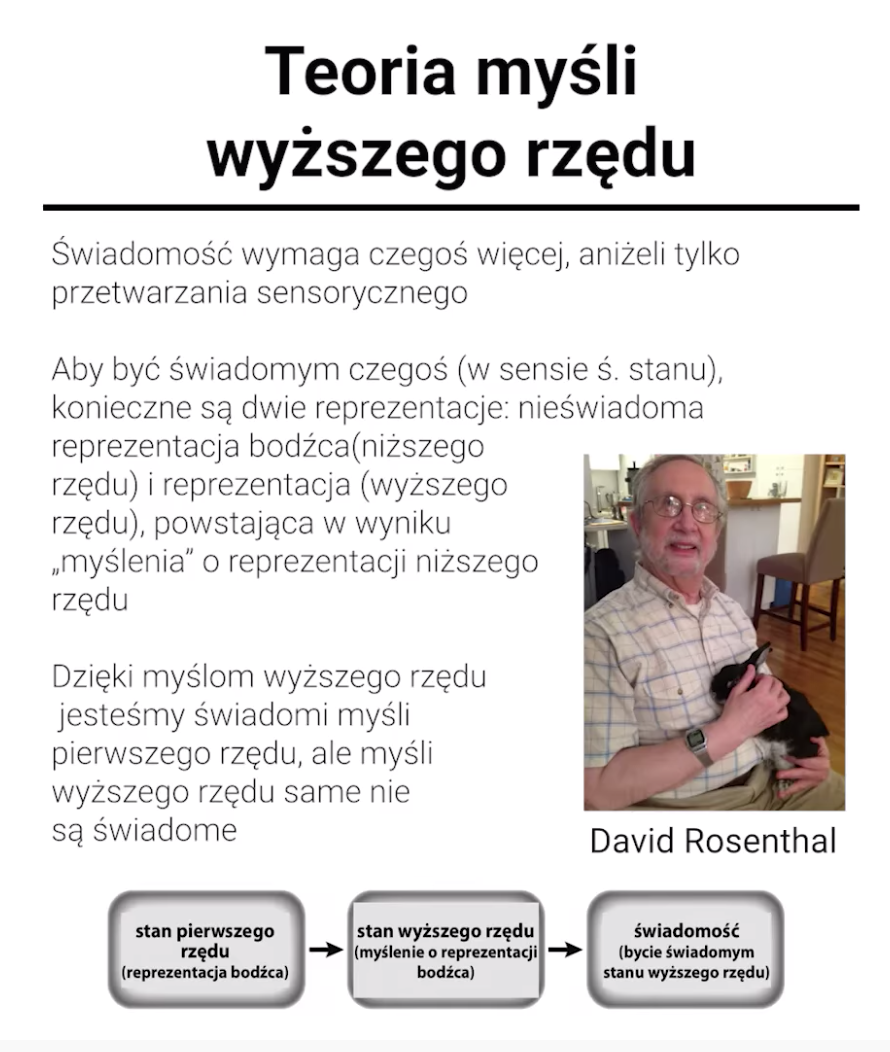 Teoria myśli
wyższego rzędu
Świadomość wymaga czegoś więcej, aniżeli tylko
przetwarzania sensorycznego
Aby być świadomym czegoś (w sensie ś. stanu),
konieczne są dwie reprezentacje: nieświadoma
reprezentacja bodźca(niższego
rzędu) i reprezentacja (wyższego
rzędu), powstająca w wyniku
„myślenia” o reprezentacji niższego
rzędu
Dzięki myślom wyższego rzędu
jesteśmy świadomi myśli
pierwszego rzędu, ale myśli
wyższego rzędu same nie
są świadome
David Rosenthal
stan pierwszego
rzędu
(reprezentacja bodźca)
stan wyższego rzędu
(myślenie o reprezentacji
bodźca)
świadomość
(bycie świadomym
stanu wyższego rzędu)